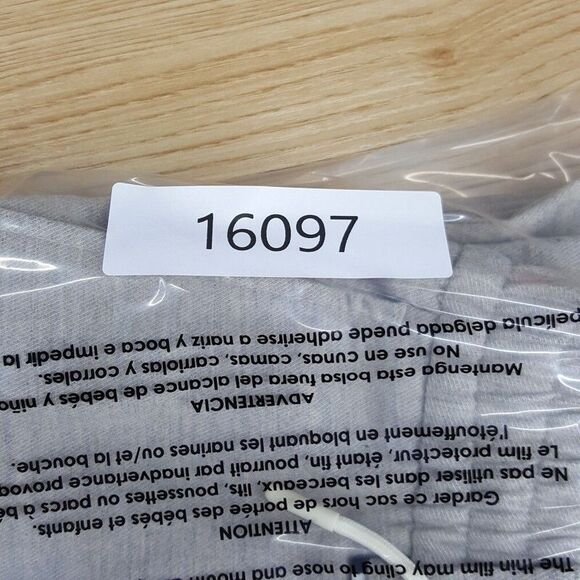 16097
The thin film may cling to nose and mouth
ATTENTION
Garder ce sac hors de portée des bébés et enfants.
Ne pas utiliser dans les berceaux, lits, poussettes ou parcs à
Le film protecteur, étant fin, pourrait par inadvertance
l'étouffement en bloquant les narines ou/et la bouche.
ADVERTENCIA
Mantenga esta bolsa fuera del alcance de bebés y
No use en cunas, camas, carriolas y corrales.
película delgada puede adherirse a nariz y boca e impedir la